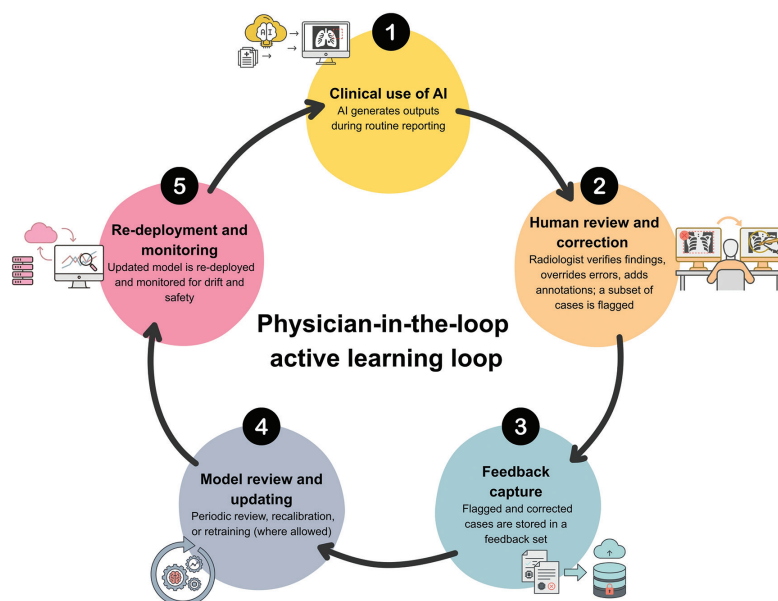 1
Clinical use of AI
AI generates outputs
during routine reporting
2
Human review and
correction
Radiologist verifies findings,
overrides errors, adds
annotations; a subset of
cases is flagged
3
Feedback
capture
Flagged and corrected
cases are stored in a
feedback set
4
Model review and
updating
Periodic review, recalibration,
or retraining (where allowed)
5
Re-deployment and
monitoring
Updated model is re-deployed
and monitored for drift and
safety
Physician-in-the-loop
active learning loop
AI